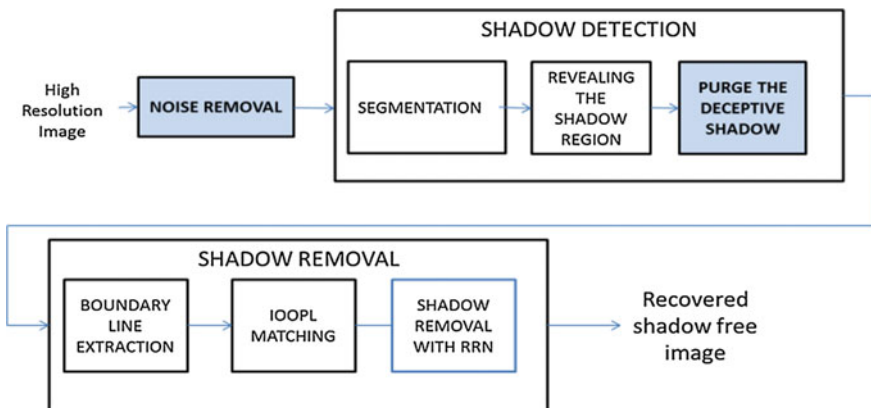 SHADOW DETECTION
High
Resolution
Image
NOISE REMOVAL
SEGMENTATION
REVEALING
THE
SHADOW
REGION
PURGE THE
DECEPTIVE
SHADOW
SHADOW REMOVAL
BOUNDARY
LINE
EXTRACTION
IOOPL
MATCHING
SHADOW
REMOVAL
WITH RRN
Recovered
shadow free
image